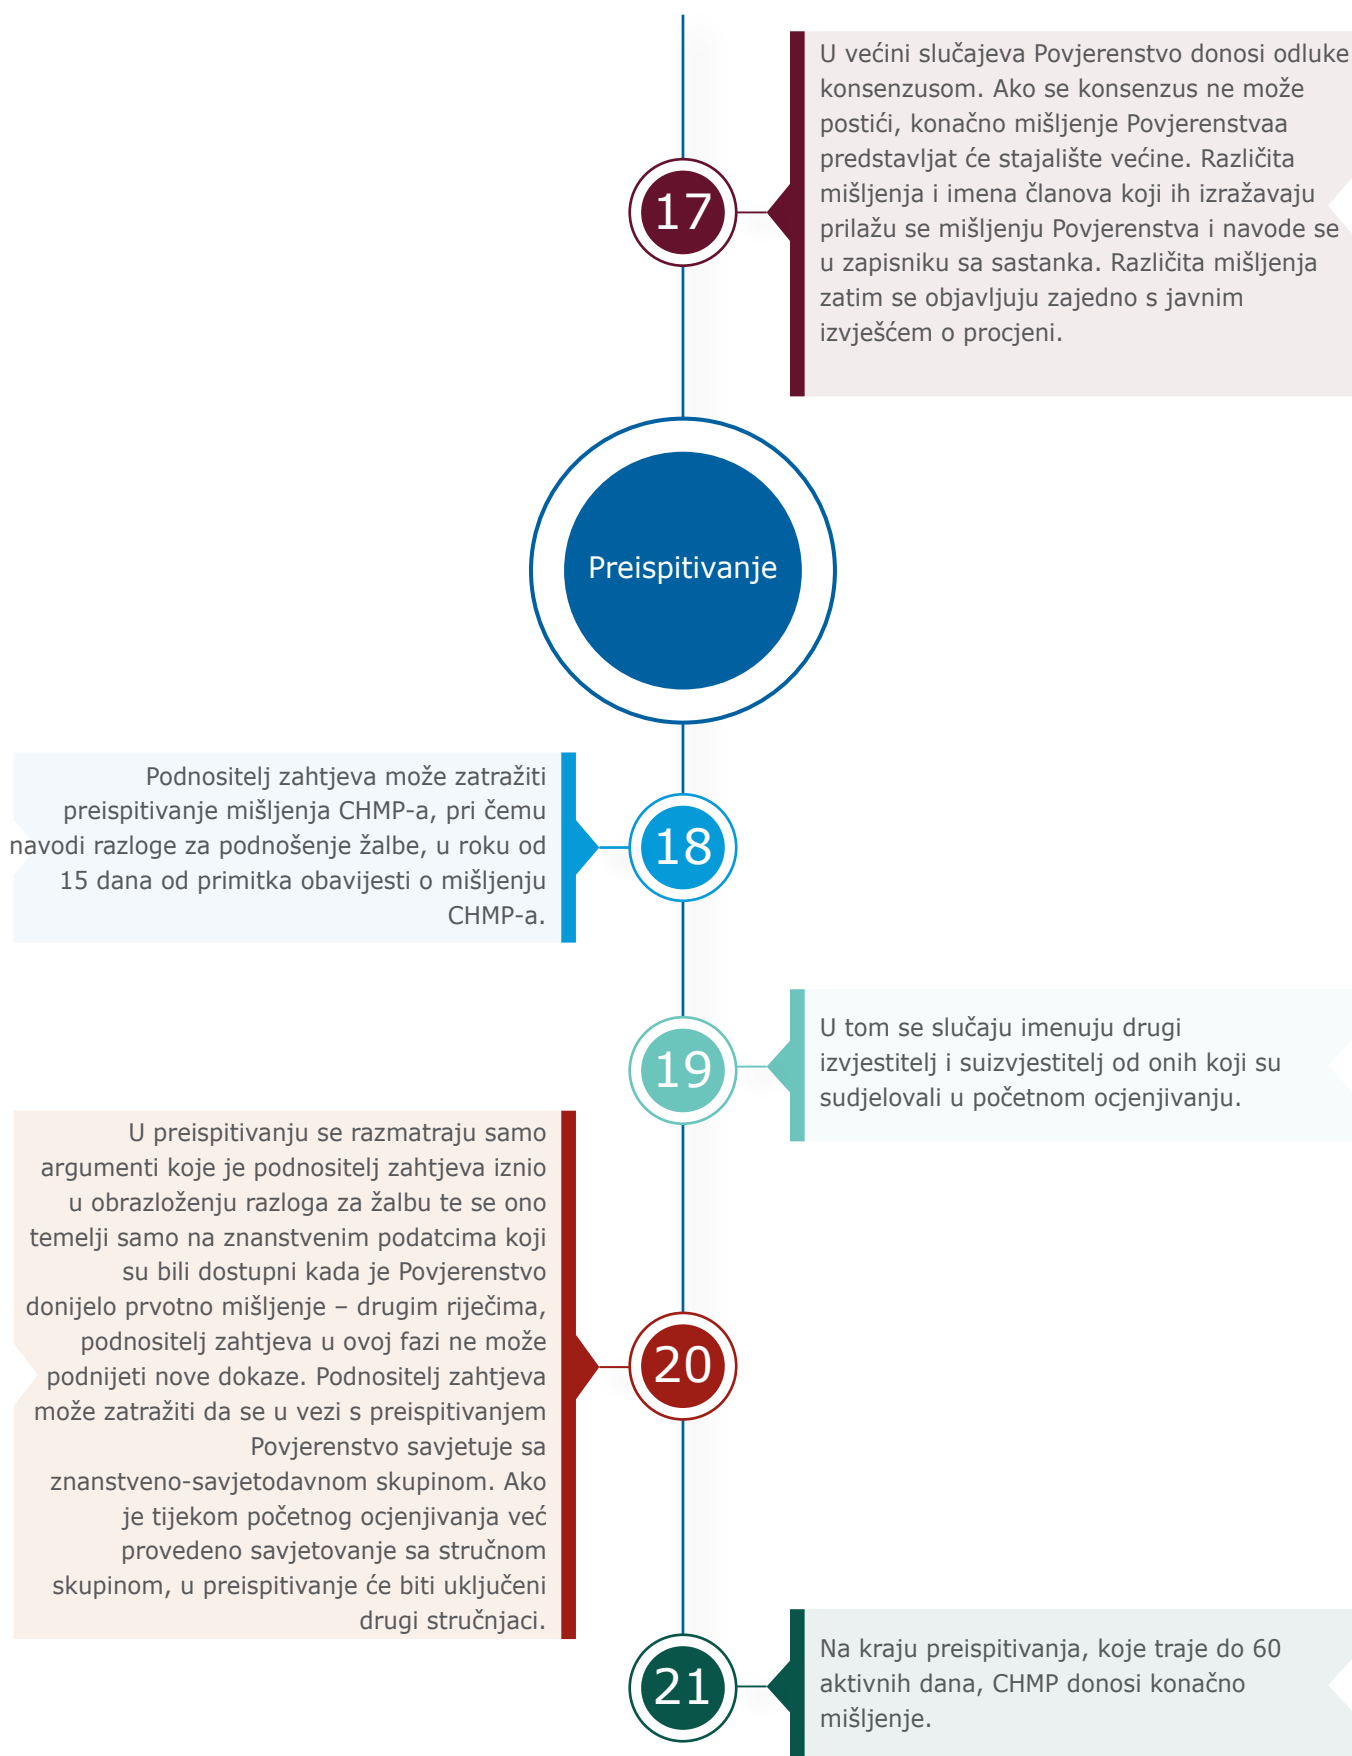 U većini slučajeva Povjerenstvo donosi odluke
konsenzusom. Ako se konsenzus ne može
postići, konačno mišljenje Povjerenstvaa
predstavljat će stajalište većine. Različita
mišljenja i imena članova koji ih izražavaju
prilažu se mišljenju Povjerenstva i navode se
u zapisniku sa sastanka. Različita mišljenja
zatim se objavljuju zajedno s javnim
izvješćem o procjeni.
17
Preispitivanje
Podnositelj zahtjeva može zatražiti
preispitivanje mišljenja CHMP-a, pri čemu
navodi razloge za podnošenje žalbe, u roku od
15 dana od primitka obavijesti o mišljenju
CHMP-a.
18
U tom se slučaju imenuju drugi
izvjestitelj i suizvjestitelj od onih koji su
sudjelovali u početnom ocjenjivanju.
19
U preispitivanju se razmatraju samo
argumenti koje je podnositelj zahtjeva iznio
u obrazloženju razloga za žalbu te se ono
temelji samo na znanstvenim podatcima koji
su bili dostupni kada je Povjerenstvo
donijelo prvotno mišljenje – drugim riječima,
podnositelj zahtjeva u ovoj fazi ne može
podnijeti nove dokaze. Podnositelj zahtjeva
može zatražiti da se u vezi s preispitivanjem
Povjerenstvo savjetuje sa
znanstveno-savjetodavnom skupinom. Ako
je tijekom početnog ocjenjivanja već
provedeno savjetovanje sa stručnom
skupinom, u preispitivanje će biti uključeni
drugi stručnjaci.
20
Na kraju preispitivanja, koje traje do 60
aktivnih dana, CHMP donosi konačno
mišljenje.
21